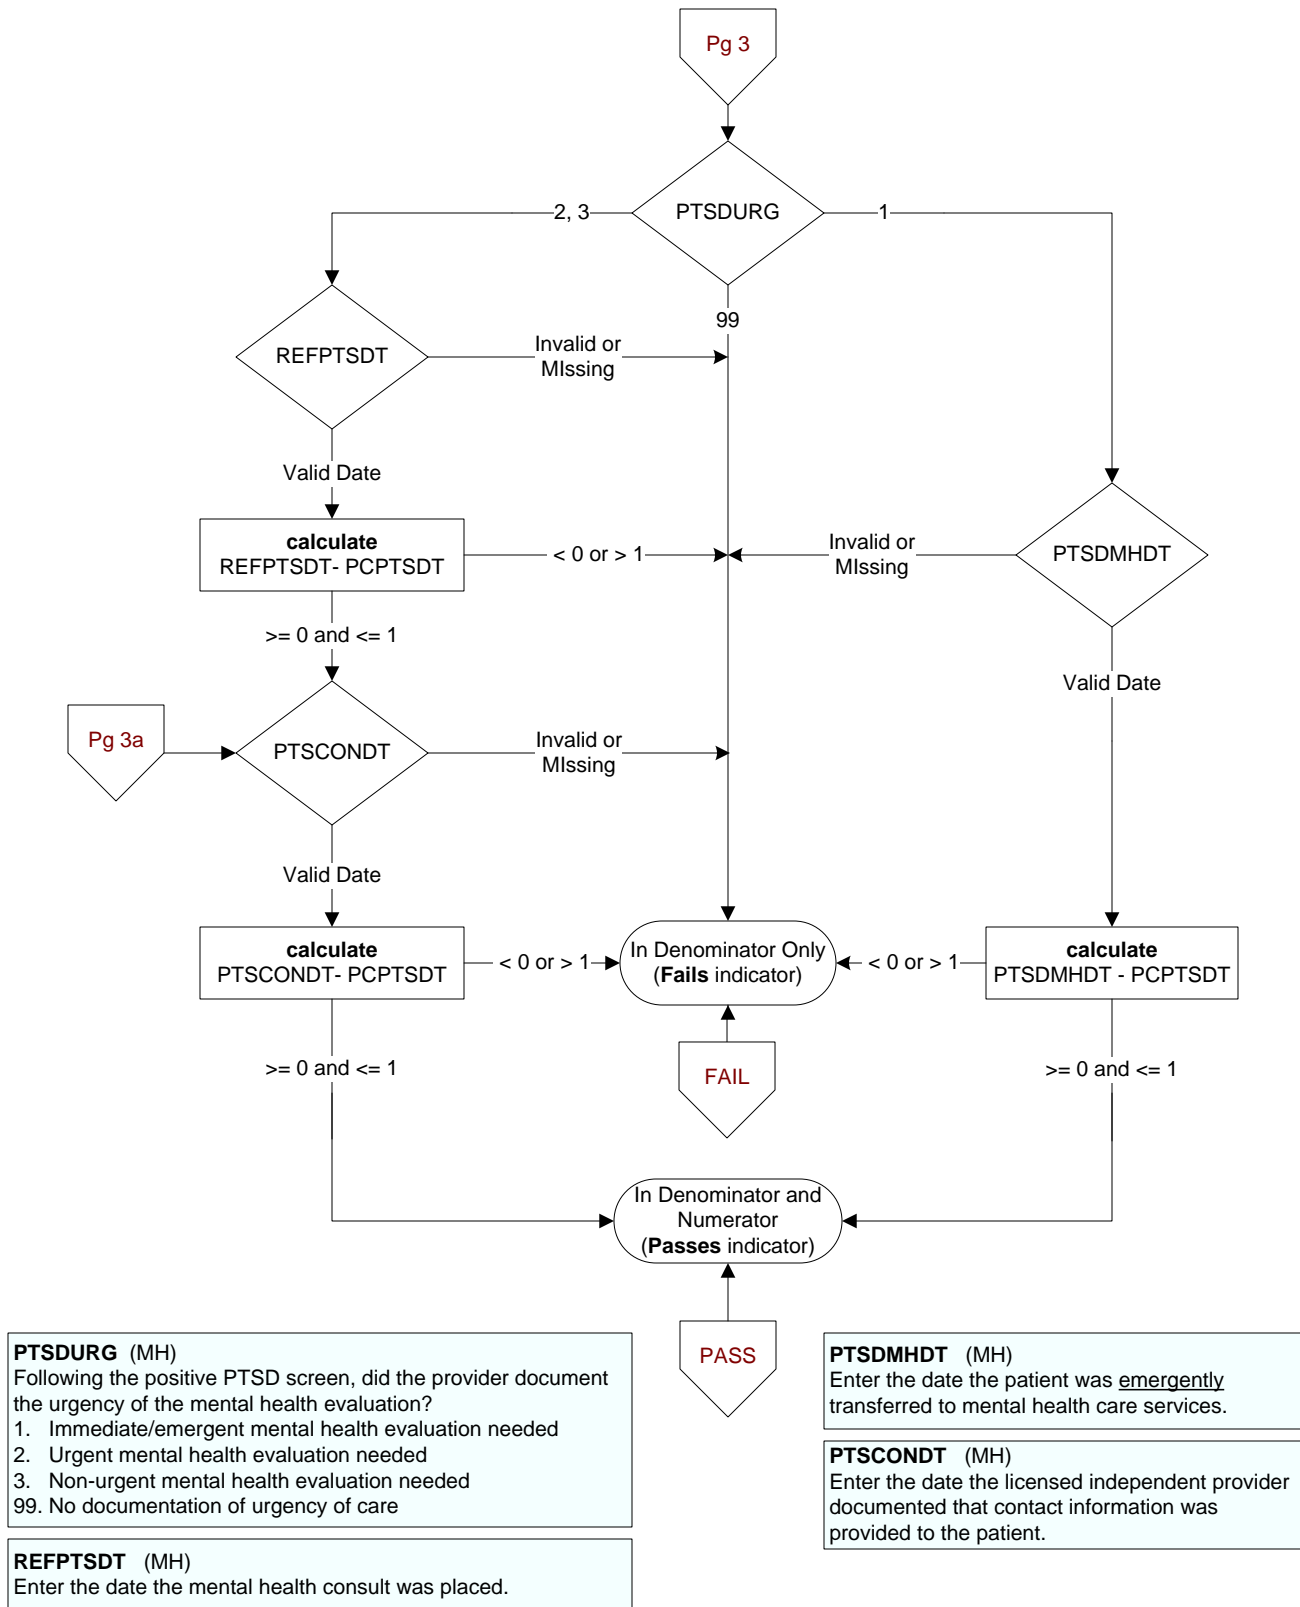 Pg 3
PTSDURG
2, 3
1
99
REFPTSDT
Invalid or
MIssing
Valid Date
calculate
REFPTSDT- PCPTSDT
< 0 or > 1
Invalid or
MIssing
PTSDMHDT
>= 0 and <= 1
Valid Date
Pg 3a
PTSCONDT
Invalid or
MIssing
Valid Date
calculate
PTSCONDT- PCPTSDT
< 0 or > 1
In Denominator Only
(Fails indicator)
< 0 or > 1
calculate
PTSDMHDT - PCPTSDT
>= 0 and <= 1
FAIL
>= 0 and <= 1
In Denominator and
Numerator
(Passes indicator)
PASS
PTSDURG (MH)
Following the positive PTSD screen, did the provider document
the urgency of the mental health evaluation?
1. Immediate/emergent mental health evaluation needed
2. Urgent mental health evaluation needed
3. Non-urgent mental health evaluation needed
99. No documentation of urgency of care
REFPTSDT (MH)
Enter the date the mental health consult was placed.
PTSDMHDT (MH)
Enter the date the patient was emergently
transferred to mental health care services.
PTSCONDT (MH)
Enter the date the licensed independent provider
documented that contact information was
provided to the patient.